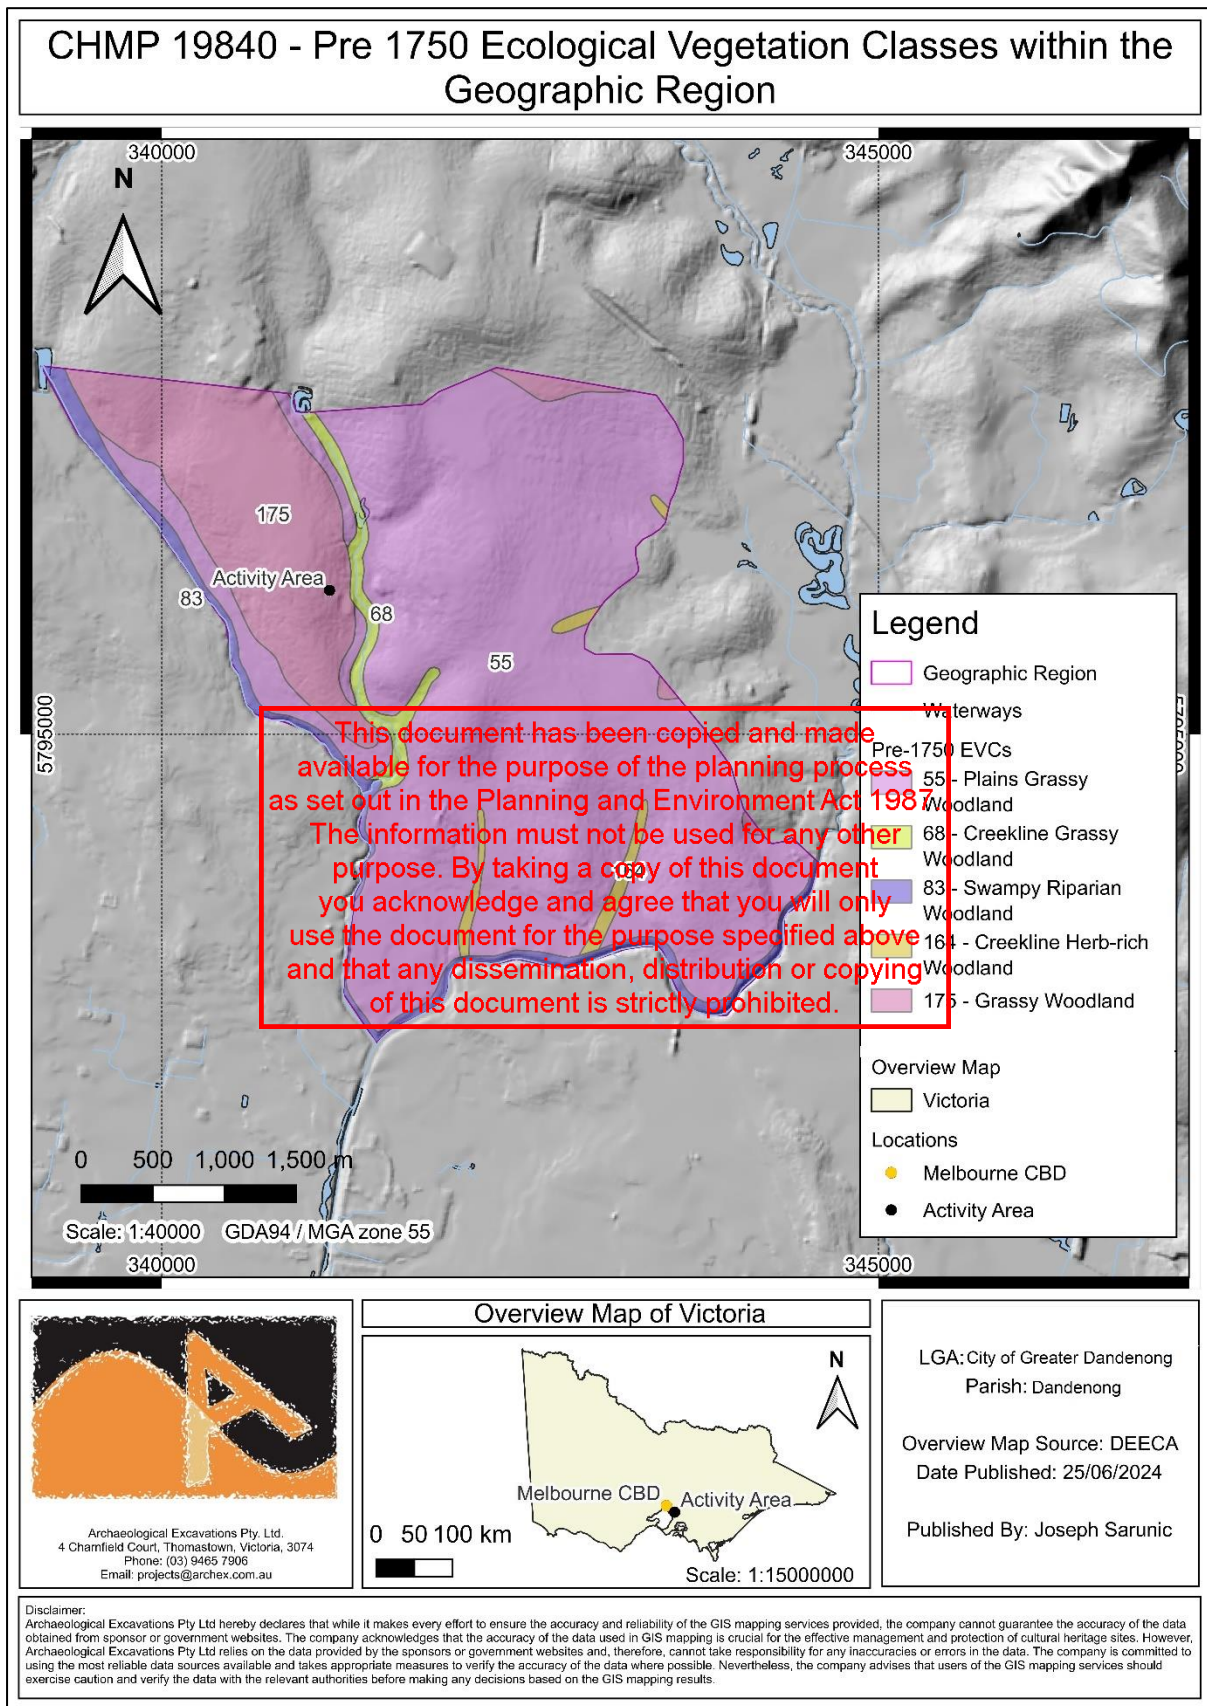 CHMP 19840 - Pre 1750 Ecological Vegetation Classes within the
Geographic Region
340000
345000
N
175
Activity Area
83
68
55
5795000
Legend
Geographic Region
Waterways
Pre-1750 EVCs
55 - Plains Grassy
Woodland
68 - Creekline Grassy
Woodland
83 - Swampy Riparian
Woodland
164 - Creekline Herb-rich
Woodland
175 - Grassy Woodland
Overview Map
Victoria
Locations
Melbourne CBD
Activity Area
This document has been copied and made
available for the purpose of the planning process
as set out in the Planning and Environment Act 1987.
The information must not be used for any other
purpose. By taking a copy of this document
you acknowledge and agree that you will only
use the document for the purpose specified above
and that any dissemination, distribution or copying
of this document is strictly prohibited.
164
0 500 1,000 1,500 m
Scale: 1:40000 GDA94 / MGA zone 55
340000
345000
Archaeological Excavations Pty. Ltd.
4 Charnfield Court, Thomastown, Victoria, 3074
Phone: (03) 9465 7906
Email: projects@archex.com.au
Overview Map of Victoria
N
Melbourne CBD
Activity Area
0 50 100 km
Scale: 1:15000000
LGA: City of Greater Dandenong
Parish: Dandenong
Overview Map Source: DEECA
Date Published: 25/06/2024
Published By: Joseph Sarunic
Disclaimer:
Archaeological Excavations Pty Ltd hereby declares that while it makes every effort to ensure the accuracy and reliability of the GIS mapping services provided, the company cannot guarantee the accuracy of the data
obtained from sponsor or government websites. The company acknowledges that the accuracy of the data used in GIS mapping is crucial for the effective management and protection of cultural heritage sites. However,
Archaeological Excavations Pty Ltd relies on the data provided by the sponsors or government websites and, therefore, cannot take responsibility for any inaccuracies or errors in the data. The company is committed to
using the most reliable data sources available and takes appropriate measures to verify the accuracy of the data where possible. Nevertheless, the company advises that users of the GIS mapping services should
exercise caution and verify the data with the relevant authorities before making any decisions based on the GIS mapping results.